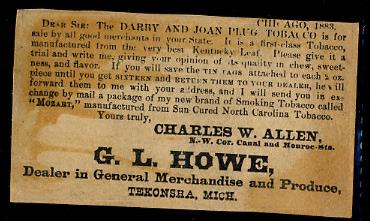 CHICAGO, 1883.
DEAR SIR: The DARBY AND JOAN PLUG TOBACCO is for
sale by all good merchants in your State. It is a first-class Tobacco,
manufactured from the very best Kentucky Leaf. Please give it a
trial and write me, giving your opinion of its quality in chew, sweet-
ness, and flavor. If you will save the TIN TAGS attached to each oz.
piece until you get SIXTEEN and RETURN THEM TO YOUR DEALER, he will
forward them to me with your address, and I will send you in ex-
change by mail a package of my new brand of Smoking Tobacco called
"MOZART," manufactured from Sun-Cured North Carolina Tobacco.
Yours truly,
CHARLES W. ALLEN,
N.-W. Cor. Canal and Monroe-Sts.
G. L. HOWE,
Dealer in General Merchandise and Produce,
TEKONSHA, MICH.